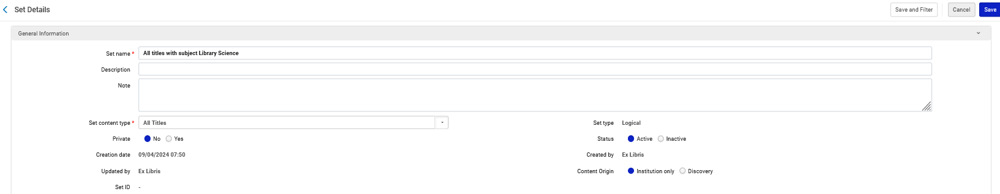 Set Details
Save and Filter Cancel Save
General Information
Set name * All titles with subject Library Science
Description
Note
Set content type * All Titles Set type Logical
Private No Yes Status Active Inactive
Creation date 09/04/2024 07:50 Created by Ex Libris
Updated by Ex Libris Content Origin Institution only Discovery
Set ID -